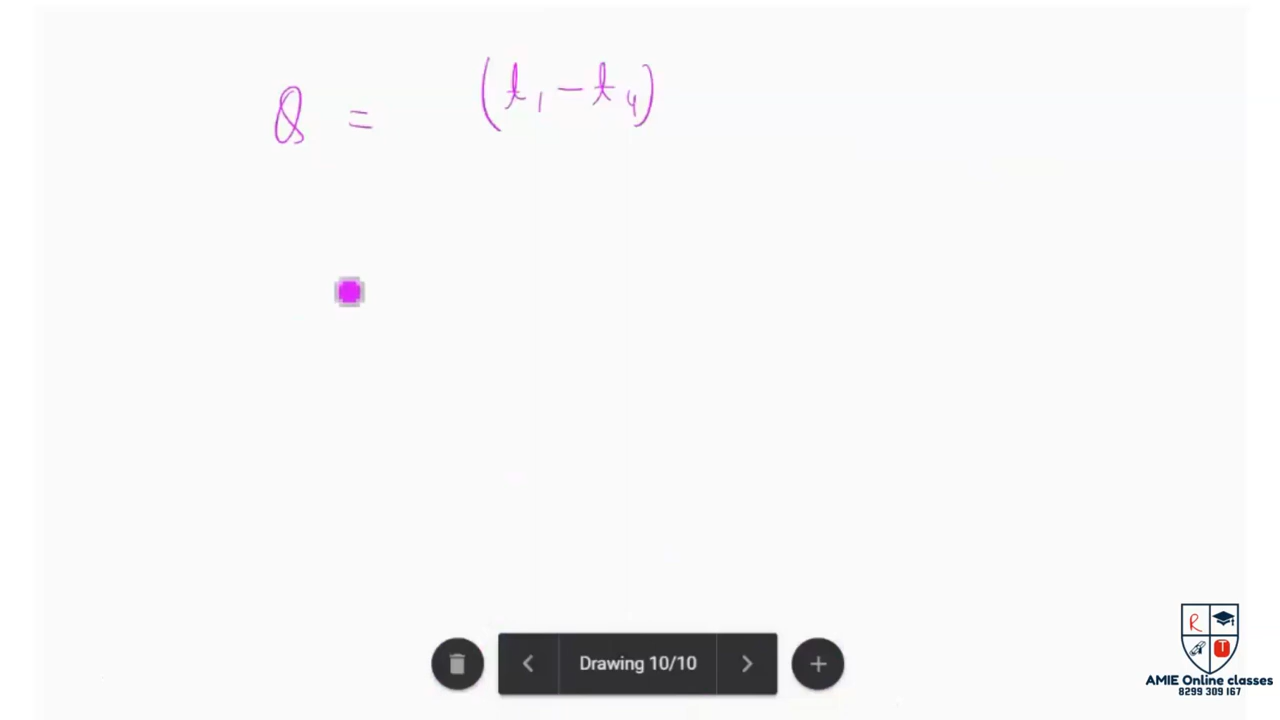 Q = (t₁ - t₄)
Drawing 10/10
R
T
AMIE Online classes
8299 309 167